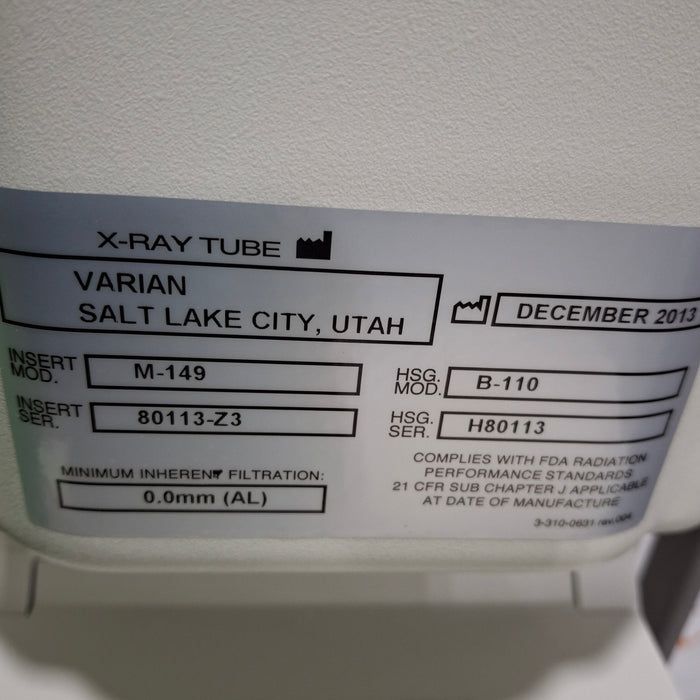 X-RAY TUBE
VARIAN
SALT LAKE CITY, UTAH
DECEMBER 2013
INSERT MOD. M-149
HSG. MOD. B-110
INSERT SER. 80113-Z3
HSG. SER. H80113
MINIMUM INHERENT FILTRATION:
0.0mm (AL)
COMPLIES WITH FDA RADIATION
PERFORMANCE STANDARDS
21 CFR SUB CHAPTER J APPLICABLE
AT DATE OF MANUFACTURE
3-310-0631 rev.004